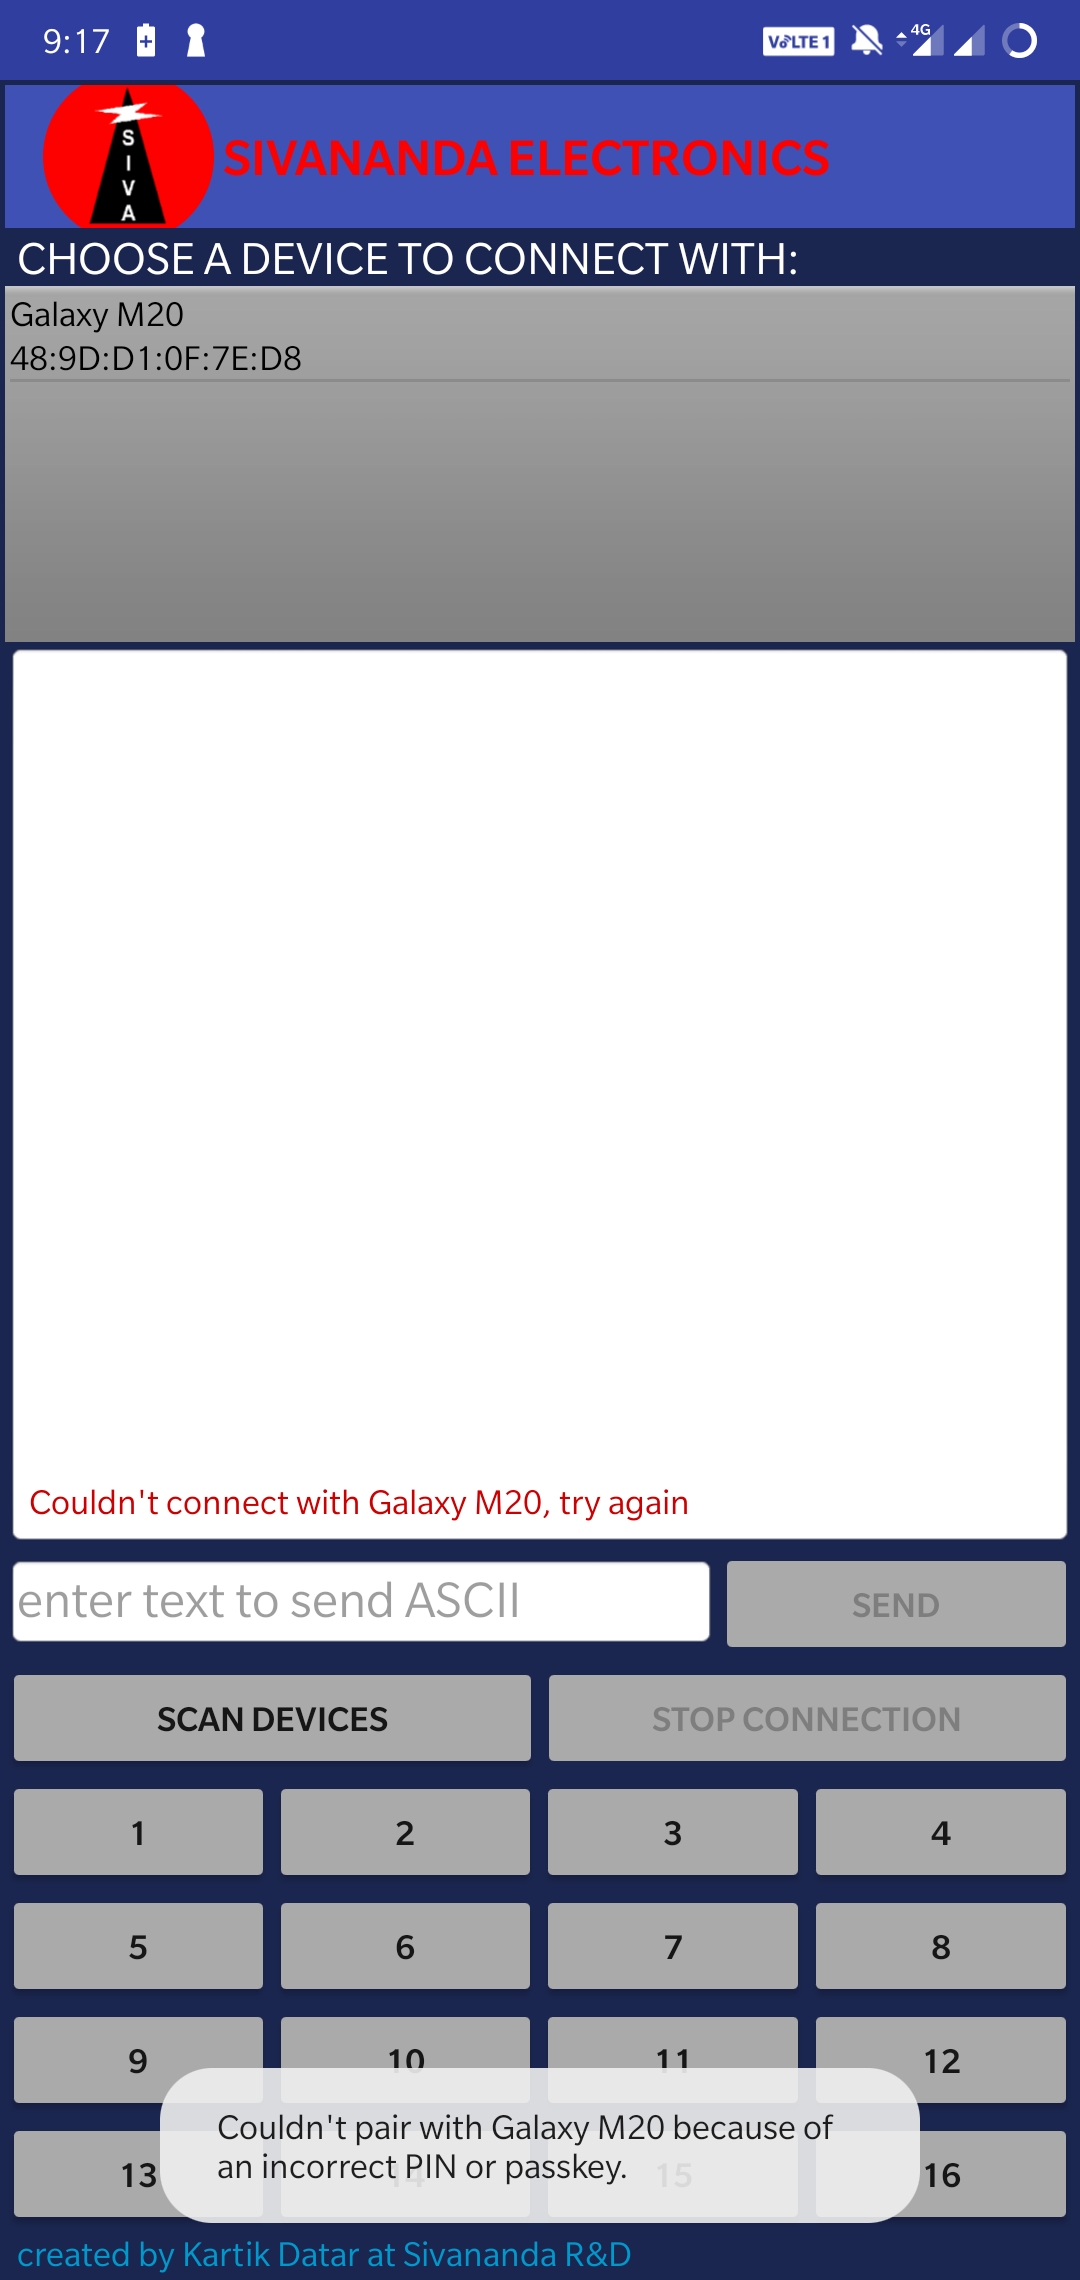 9:17
VoLTE 1
4G
S
I
V
A
SIVANANDA ELECTRONICS
CHOOSE A DEVICE TO CONNECT WITH:
Galaxy M20
48:9D:D1:0F:7E:D8
Couldn't connect with Galaxy M20, try again
enter text to send ASCII
SEND
SCAN DEVICES
STOP CONNECTION
1
2
3
4
5
6
7
8
9
10
11
12
13
14
15
16
Couldn't pair with Galaxy M20 because of
an incorrect PIN or passkey.
created by Kartik Datar at Sivananda R&D